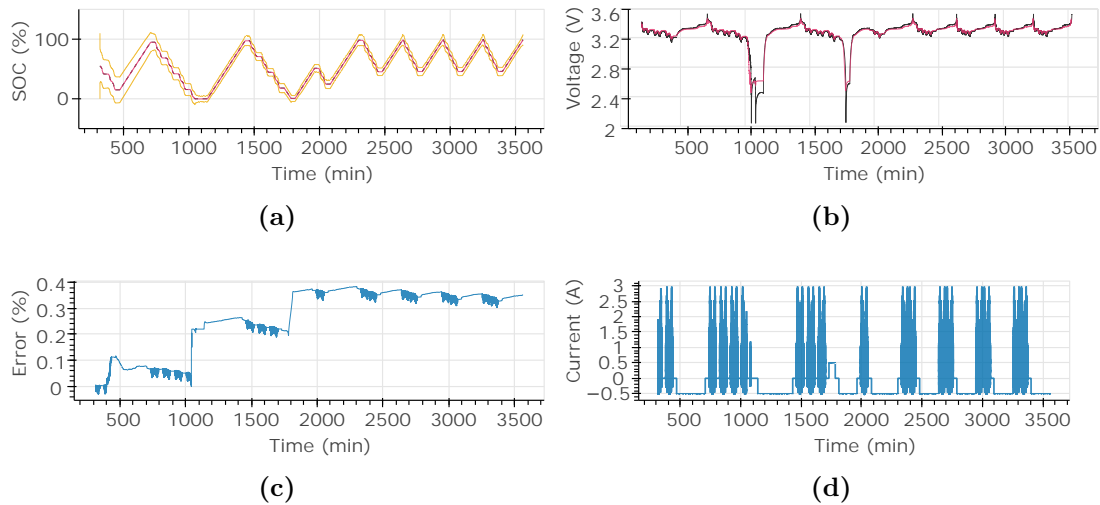 SOC (%)
100
0
500 1000 1500 2000 2500 3000 3500
Time (min)
(a)
Voltage (V)
3.6
3.2
2.8
2.4
2
500 1000 1500 2000 2500 3000 3500
Time (min)
(b)
Error (%)
0.4
0.3
0.2
0.1
0
500 1000 1500 2000 2500 3000 3500
Time (min)
(c)
Current (A)
3
2.5
2
1.5
1
0.5
0
−0.5
500 1000 1500 2000 2500 3000 3500
Time (min)
(d)